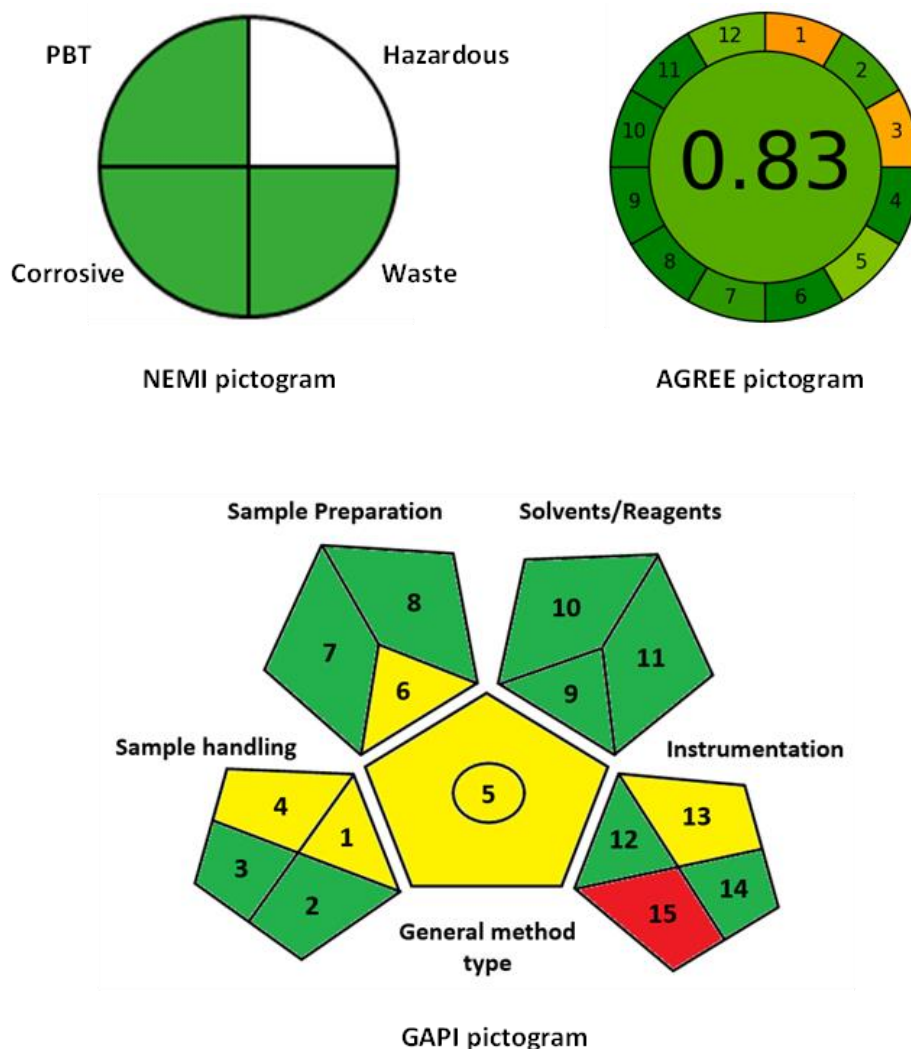 PBT
Hazardous
Corrosive
Waste
NEMI pictogram
12
1
11
2
10
3
0.83
9
4
8
5
7
6
AGREE pictogram
Sample Preparation
Solvents/Reagents
8
10
7
11
6
9
Sample handling
Instrumentation
4
1
5
13
3
12
2
14
15
General method
type
GAPI pictogram